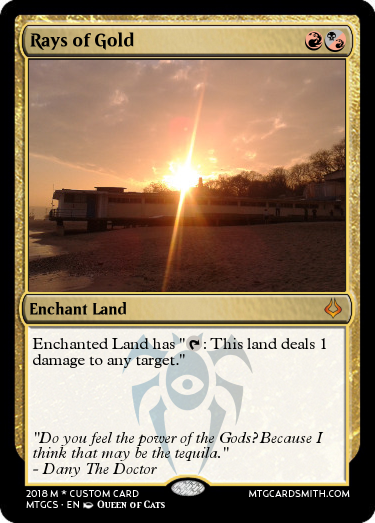 Rays of Gold
Enchant Land
Enchanted Land has " : This land deals 1
damage to any target."
"Do you feel the power of the Gods? Because I
think that may be the tequila."
- Dany The Doctor
2018 M * CUSTOM CARD
MTGCS · EN QUEEN OF CATS
MTGCARDSMITH.COM